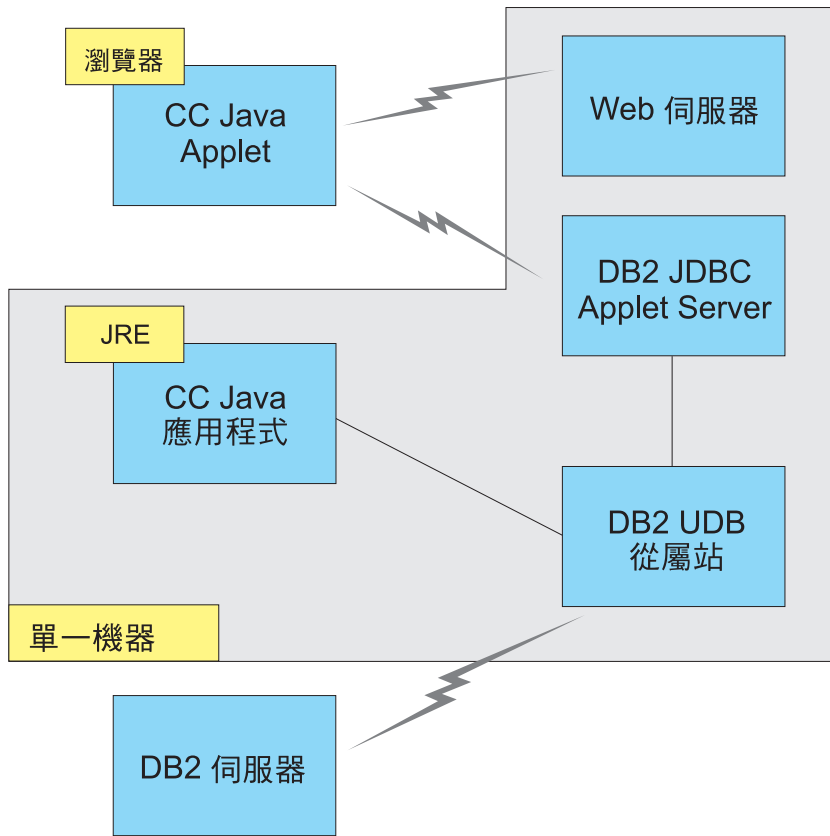 瀏覽器
CC Java
Applet
Web 伺服器
DB2 JDBC
Applet Server
JRE
CC Java
應用程式
DB2 UDB
從屬站
單一機器
DB2 伺服器